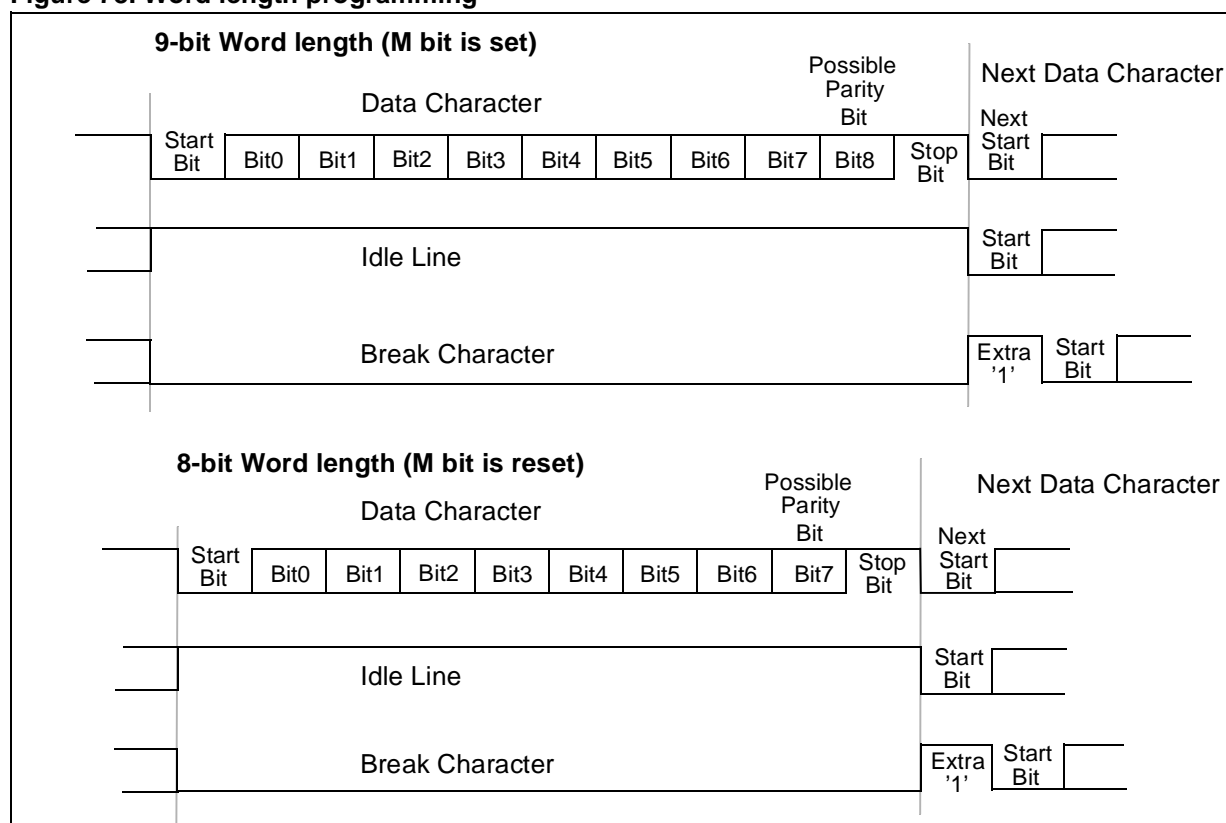 9-bit Word length (M bit is set)
Possible
Parity
Bit
Next Data Character
Data Character
Start
Bit
Bit0
Bit1
Bit2
Bit3
Bit4
Bit5
Bit6
Bit7
Bit8
Stop
Bit
Next
Start
Bit
Idle Line
Start
Bit
Break Character
Extra
'1'
Start
Bit
8-bit Word length (M bit is reset)
Possible
Parity
Bit
Next Data Character
Data Character
Start
Bit
Bit0
Bit1
Bit2
Bit3
Bit4
Bit5
Bit6
Bit7
Stop
Bit
Next
Start
Bit
Idle Line
Start
Bit
Break Character
Extra
'1'
Start
Bit